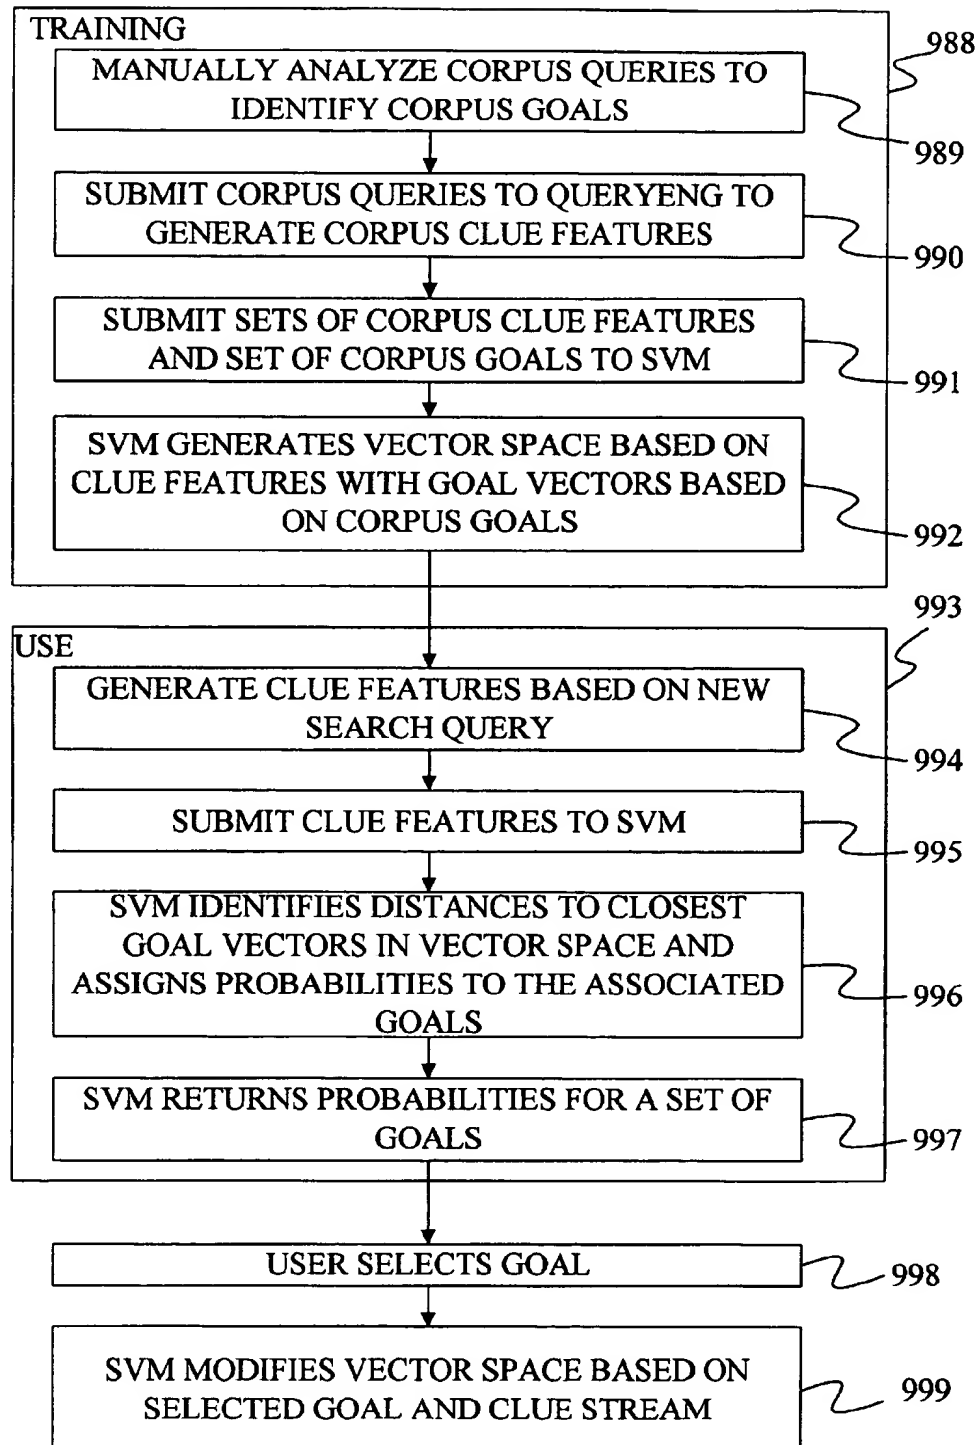 TRAINING
988
MANUALLY ANALYZE CORPUS QUERIES TO
IDENTIFY CORPUS GOALS
989
SUBMIT CORPUS QUERIES TO QUERYENG TO
GENERATE CORPUS CLUE FEATURES
990
SUBMIT SETS OF CORPUS CLUE FEATURES
AND SET OF CORPUS GOALS TO SVM
991
SVM GENERATES VECTOR SPACE BASED ON
CLUE FEATURES WITH GOAL VECTORS BASED
ON CORPUS GOALS
992
993
USE
GENERATE CLUE FEATURES BASED ON NEW
SEARCH QUERY
994
SUBMIT CLUE FEATURES TO SVM
995
SVM IDENTIFIES DISTANCES TO CLOSEST
GOAL VECTORS IN VECTOR SPACE AND
ASSIGNS PROBABILITIES TO THE ASSOCIATED
GOALS
996
SVM RETURNS PROBABILITIES FOR A SET OF
GOALS
997
USER SELECTS GOAL
998
SVM MODIFIES VECTOR SPACE BASED ON
SELECTED GOAL AND CLUE STREAM
999